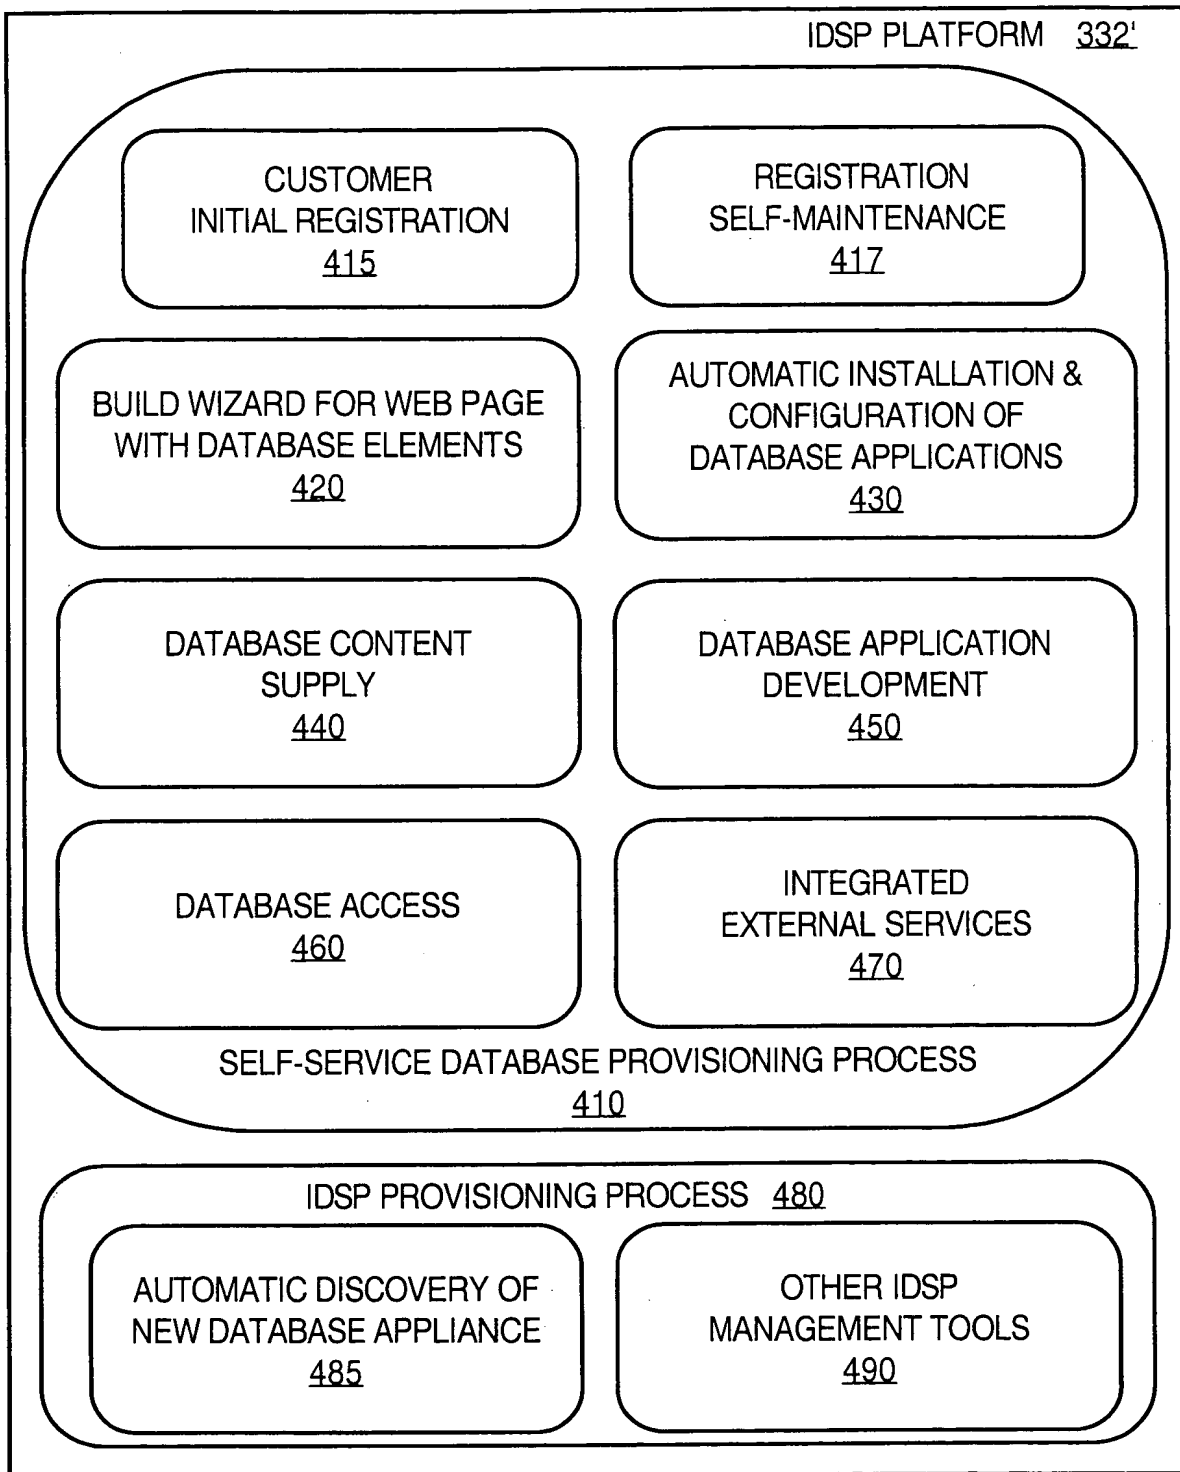 IDSP PLATFORM 332'
CUSTOMER
INITIAL REGISTRATION
415
REGISTRATION
SELF-MAINTENANCE
417
BUILD WIZARD FOR WEB PAGE
WITH DATABASE ELEMENTS
420
AUTOMATIC INSTALLATION &
CONFIGURATION OF
DATABASE APPLICATIONS
430
DATABASE CONTENT
SUPPLY
440
DATABASE APPLICATION
DEVELOPMENT
450
DATABASE ACCESS
460
INTEGRATED
EXTERNAL SERVICES
470
SELF-SERVICE DATABASE PROVISIONING PROCESS
410
IDSP PROVISIONING PROCESS 480
AUTOMATIC DISCOVERY OF
NEW DATABASE APPLIANCE
485
OTHER IDSP
MANAGEMENT TOOLS
490